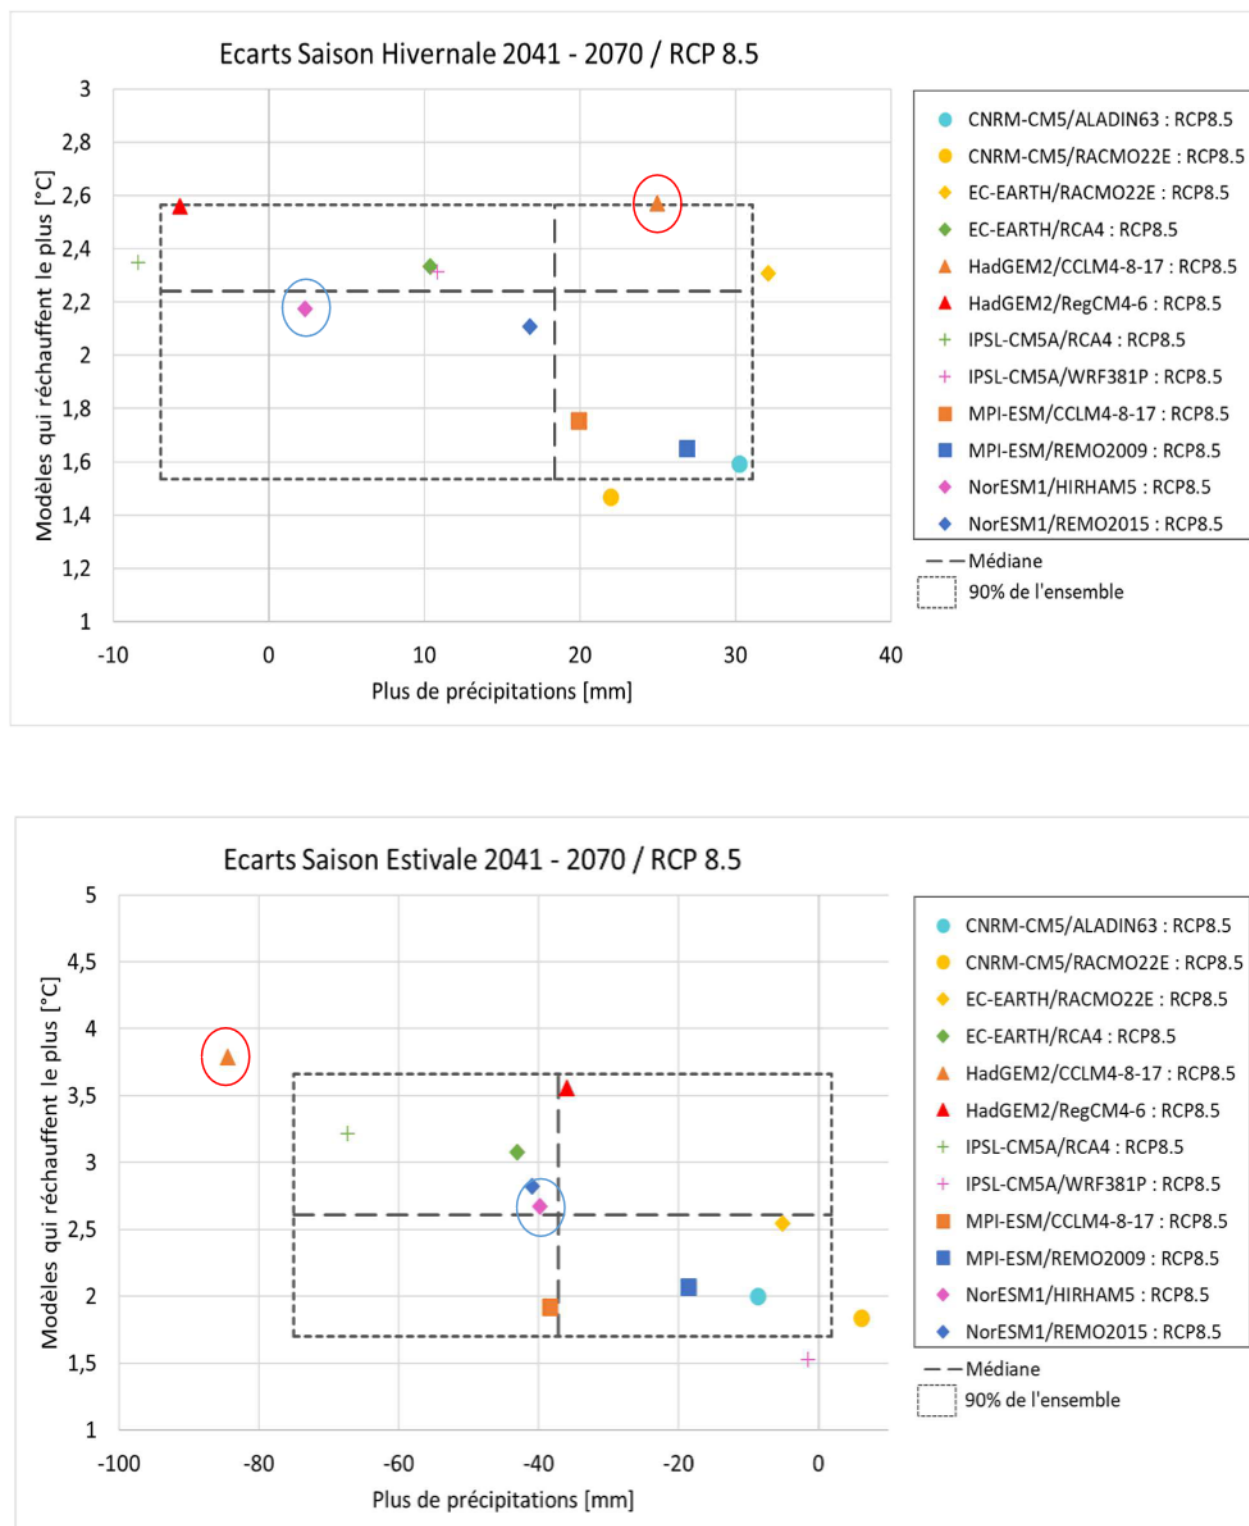 Ecarts Saison Hivernale 2041 - 2070 / RCP 8.5
Modèles qui réchauffent le plus [°C]
3
2,8
2,6
2,4
2,2
2
1,8
1,6
1,4
1,2
1
-10
0
10
20
30
40
Plus de précipitations [mm]
CNRM-CM5/ALADIN63 : RCP8.5
CNRM-CM5/RACMO22E : RCP8.5
EC-EARTH/RACMO22E : RCP8.5
EC-EARTH/RCA4 : RCP8.5
HadGEM2/CCLM4-8-17 : RCP8.5
HadGEM2/RegCM4-6 : RCP8.5
IPSL-CM5A/RCA4 : RCP8.5
IPSL-CM5A/WRF381P : RCP8.5
MPI-ESM/CCLM4-8-17 : RCP8.5
MPI-ESM/REMO2009 : RCP8.5
NorESM1/HIRHAM5 : RCP8.5
NorESM1/REMO2015 : RCP8.5
Médiane
90% de l'ensemble
Ecarts Saison Estivale 2041 - 2070 / RCP 8.5
Modèles qui réchauffent le plus [°C]
5
4,5
4
3,5
3
2,5
2
1,5
1
-100
-80
-60
-40
-20
0
Plus de précipitations [mm]
CNRM-CM5/ALADIN63 : RCP8.5
CNRM-CM5/RACMO22E : RCP8.5
EC-EARTH/RACMO22E : RCP8.5
EC-EARTH/RCA4 : RCP8.5
HadGEM2/CCLM4-8-17 : RCP8.5
HadGEM2/RegCM4-6 : RCP8.5
IPSL-CM5A/RCA4 : RCP8.5
IPSL-CM5A/WRF381P : RCP8.5
MPI-ESM/CCLM4-8-17 : RCP8.5
MPI-ESM/REMO2009 : RCP8.5
NorESM1/HIRHAM5 : RCP8.5
NorESM1/REMO2015 : RCP8.5
Médiane
90% de l'ensemble